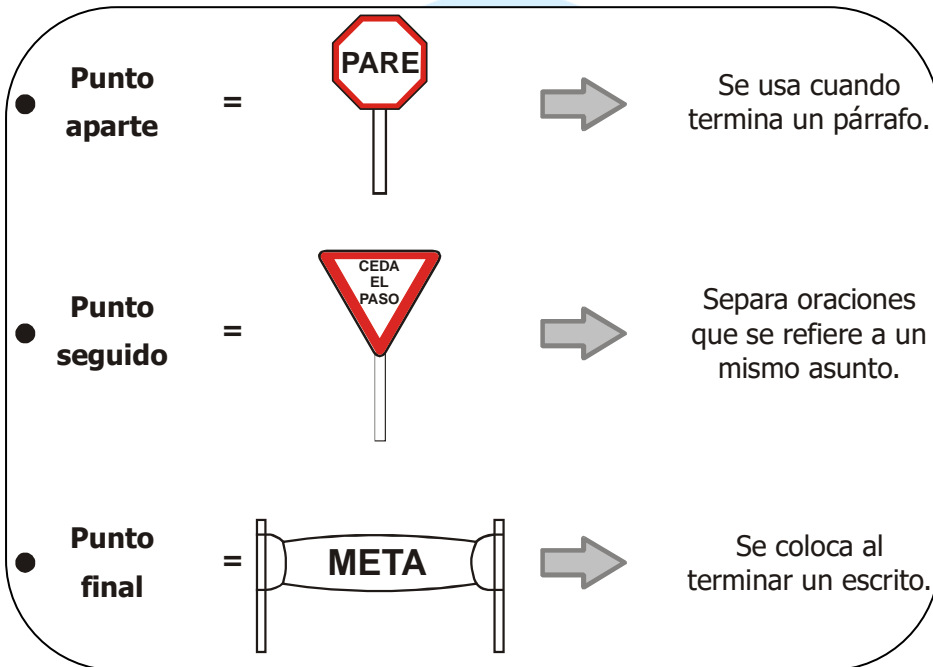 Punto
aparte
=
PARE
Se usa cuando
termina un párrafo.
Punto
seguido
=
CEDA
EL
PASO
Separa oraciones
que se refiere a un
mismo asunto.
Punto
final
=
META
Se coloca al
terminar un escrito.